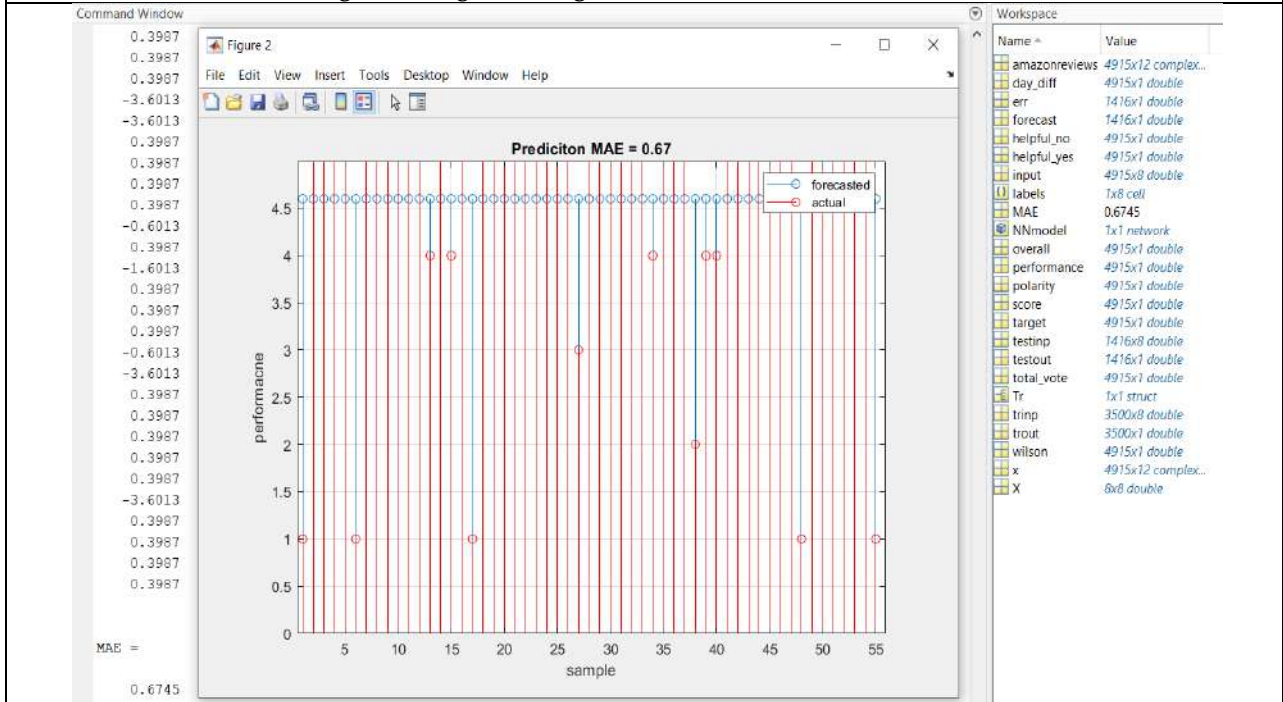 Command Window
0.3987
0.3987
0.3987
-3.6013
-3.6013
0.3987
0.3987
0.3987
0.3987
-0.6013
0.3987
-1.6013
0.3987
0.3987
0.3987
-0.6013
-3.6013
0.3987
0.3987
0.3987
0.3987
0.3987
-3.6013
0.3987
0.3987
0.3987
0.3987
MAE =
0.6745
Figure 2
File Edit View Insert Tools Desktop Window Help
Prediciton MAE = 0.67
forecasted
actual
performacne
4.5
4
3.5
3
2.5
2
1.5
1
0.5
0
5 10 15 20 25 30 35 40 45 50 55
sample
Workspace
Name Value
amazonreviews 4915x12 complex...
day_diff 4915x1 double
err 1416x1 double
forecast 1416x1 double
helpful_no 4915x1 double
helpful_yes 4915x1 double
input 4915x8 double
labels 1x8 cell
MAE 0.6745
NNmodel 1x1 network
overall 4915x1 double
performance 4915x1 double
polarity 4915x1 double
score 4915x1 double
target 4915x1 double
testinp 1416x8 double
testout 1416x1 double
total_vote 4915x1 double
Tr 1x1 struct
trinp 3500x8 double
trout 3500x1 double
wilson 4915x1 double
x 4915x12 complex...
X 8x8 double